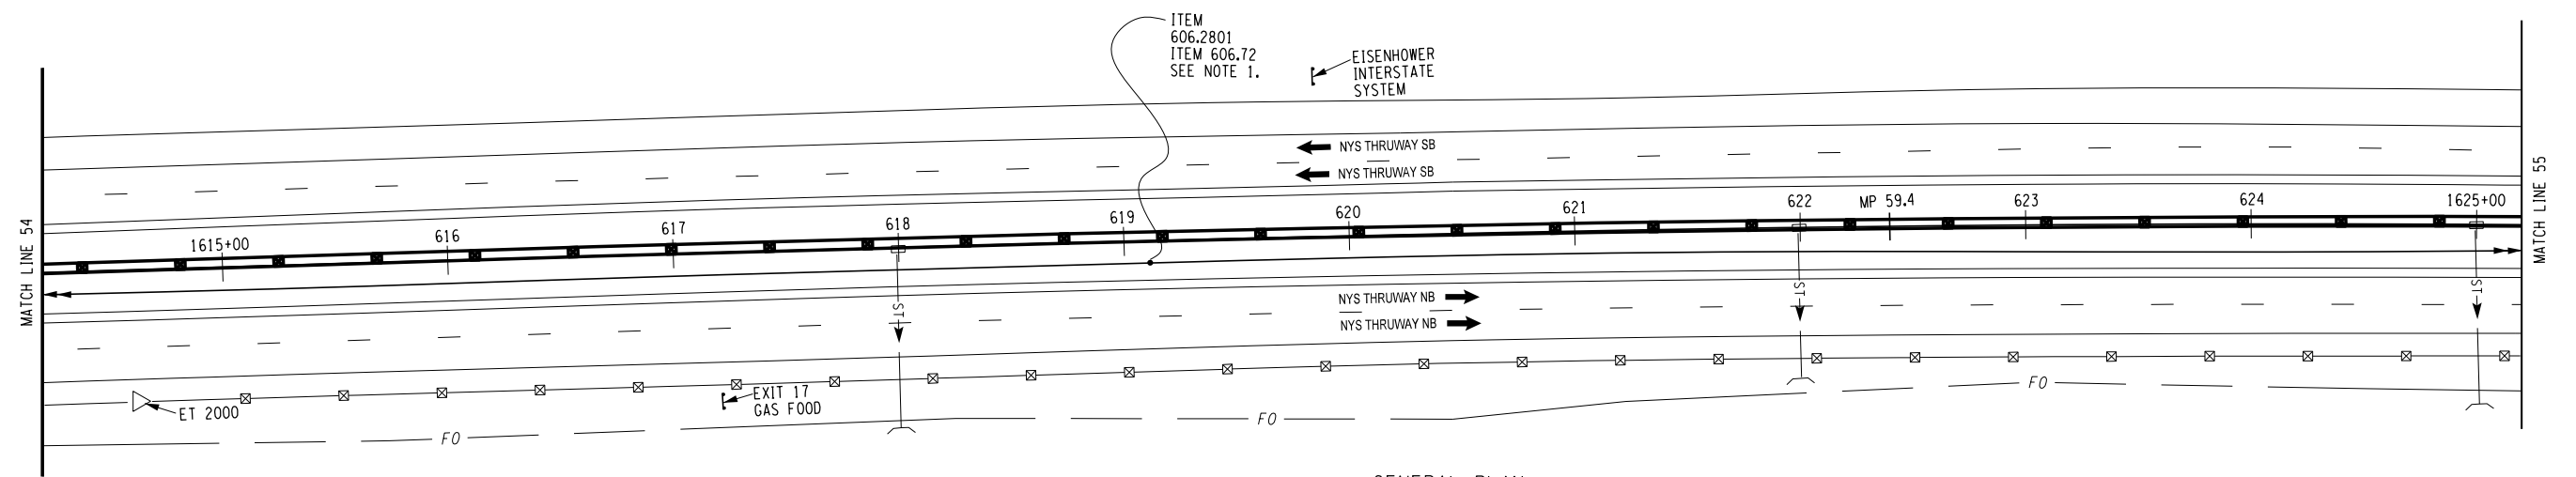 ITEM
606.2801
ITEM 606.72
SEE NOTE 1.
EISENHOWER
INTERSTATE
SYSTEM
NYS THRUWAY SB
NYS THRUWAY SB
MATCH LINE 54
MATCH LINE 55
1615+00
616
617
618
619
620
621
622
MP 59.4
623
624
1625+00
ST
ST
ST
NYS THRUWAY NB
NYS THRUWAY NB
ET 2000
EXIT 17
GAS FOOD
FO
FO
FO